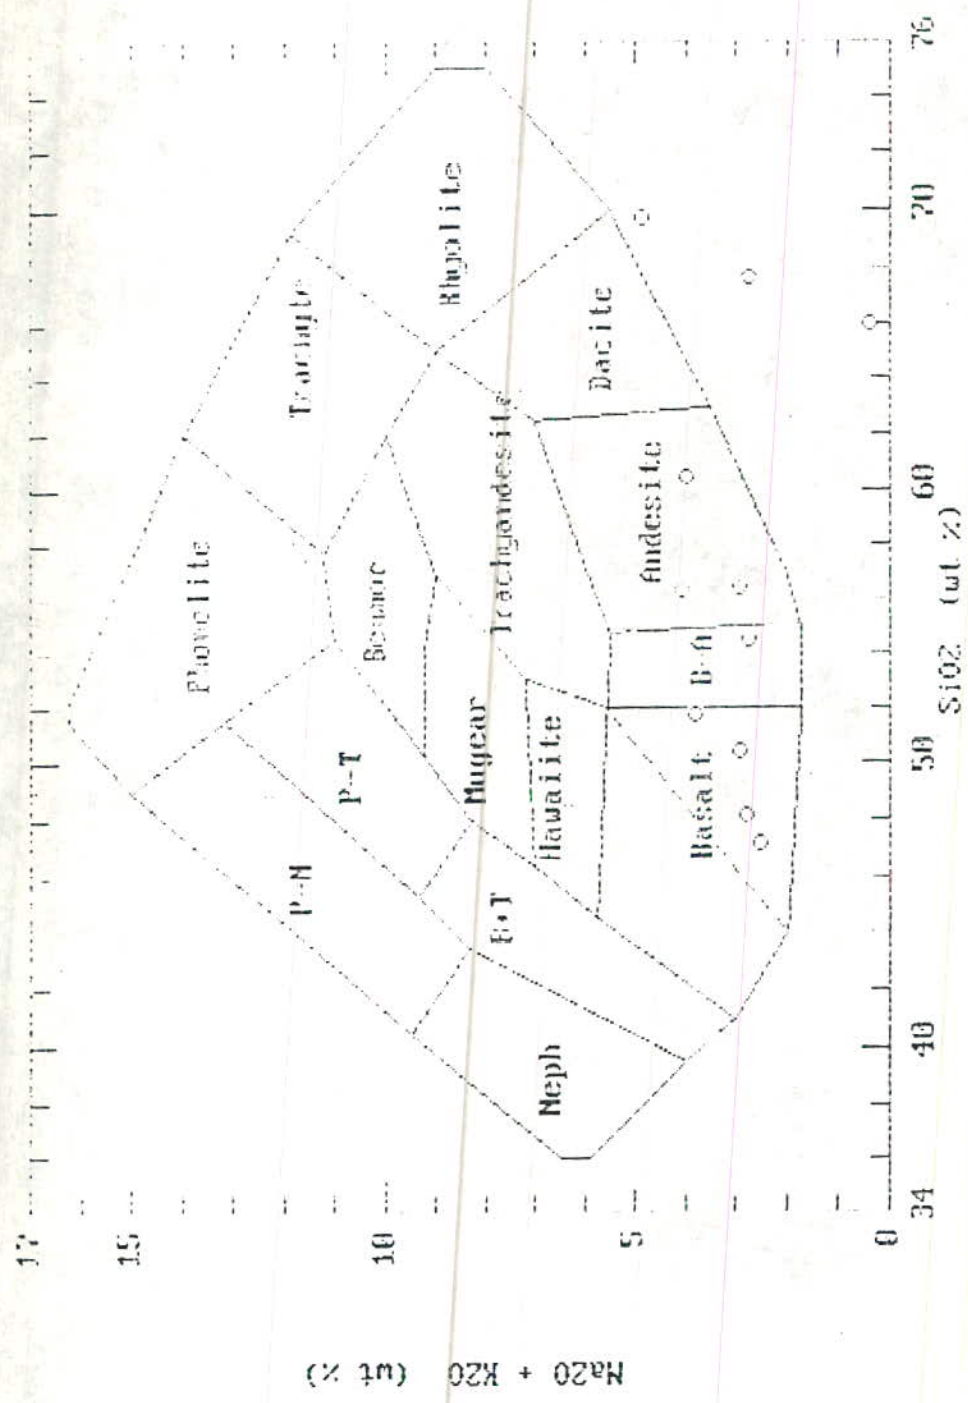 17
15
10
5
0
Na2O + K2O (wt %)
34
40
50
60
70
76
SiO2 (wt %)
Phonolite
Trachyte
Rhyolite
P-N
P-T
Benmor
Trachyandesite
Dacite
Mugear
Hawaiite
Andesite
B+T
B-A
Basalt
Neph